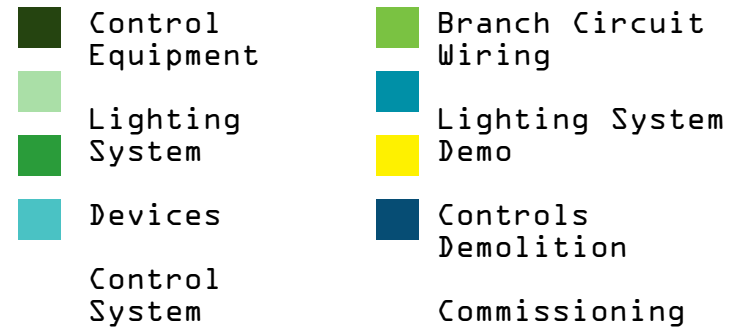 Control
Equipment
Lighting
System
Devices
Control
System
Branch Circuit
Wiring
Lighting System
Demo
Controls
Demolition
Commissioning